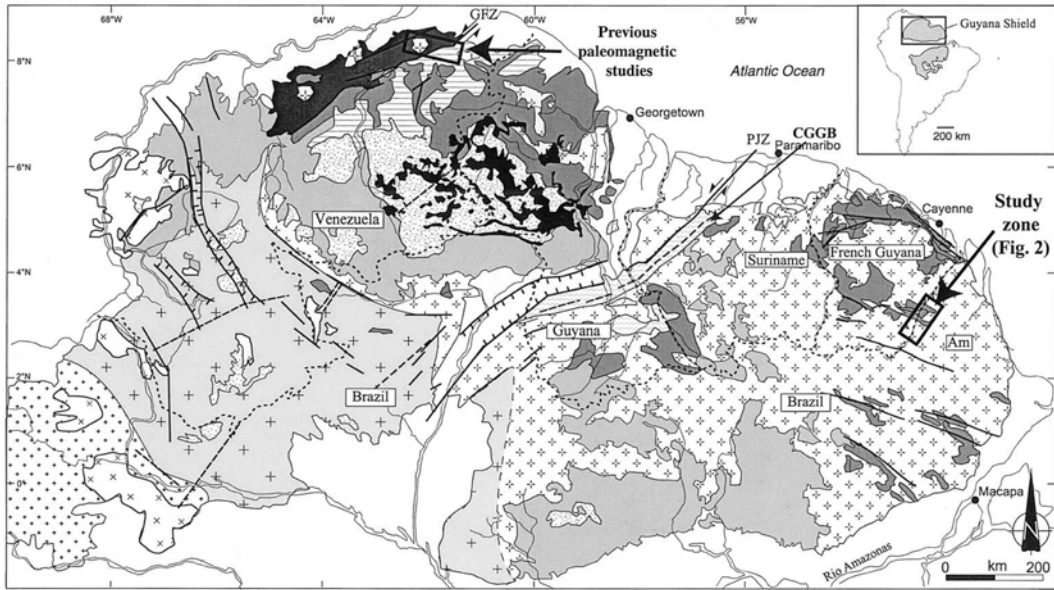 68°W
64°W
GFZ
60°W
56°W
Guyana Shield
200 km
8°N
Previous
paleomagnetic
studies
Atlantic Ocean
Georgetown
PJZ
CGGB
Paramaribo
6°N
Study
zone
(Fig. 2)
Cayenne
Venezuela
Suriname
French Guyana
4°N
Guyana
Am
2°N
Brazil
Brazil
0°
Macapa
N
Rio Amazonas
0 km 200